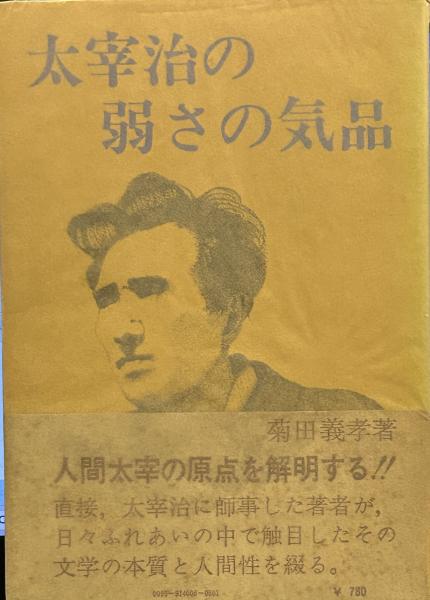 太宰治の
弱さの気品
菊田義孝著
人間太宰の原点を解明する!!
直接，太宰治に師事した著者が，
日々ふれあいの中で触目したその
文学の本質と人間性を綴る。
¥ 780